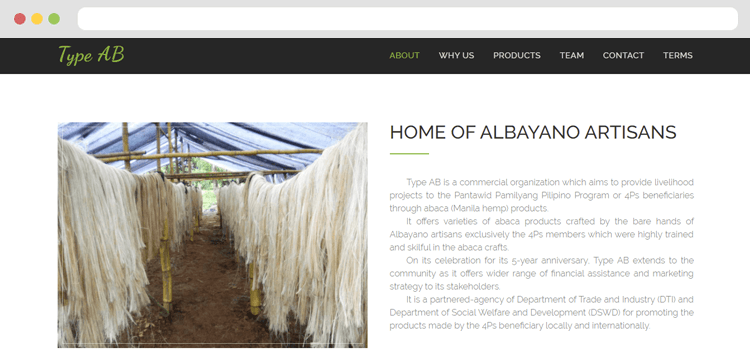 Type AB
ABOUT WHY US PRODUCTS TEAM CONTACT TERMS
HOME OF ALBAYANO ARTISANS
Type AB is a commercial organization which aims to provide livelihood
projects to the Pantawid Pamilyang Pilipino Program or 4Ps beneficiaries
through abaca (Manila hemp) products.
It offers varieties of abaca products crafted by the bare hands of
Albayano artisans exclusively the 4Ps members which were highly trained
and skilful in the abaca crafts.
On its celebration for its 5-year anniversary, Type AB extends to the
community as it offers wider range of financial assistance and marketing
strategy to its stakeholders.
It is a partnered-agency of Department of Trade and Industry (DTI) and
Department of Social Welfare and Development (DSWD) for promoting the
products made by the 4Ps beneficiary locally and internationally.